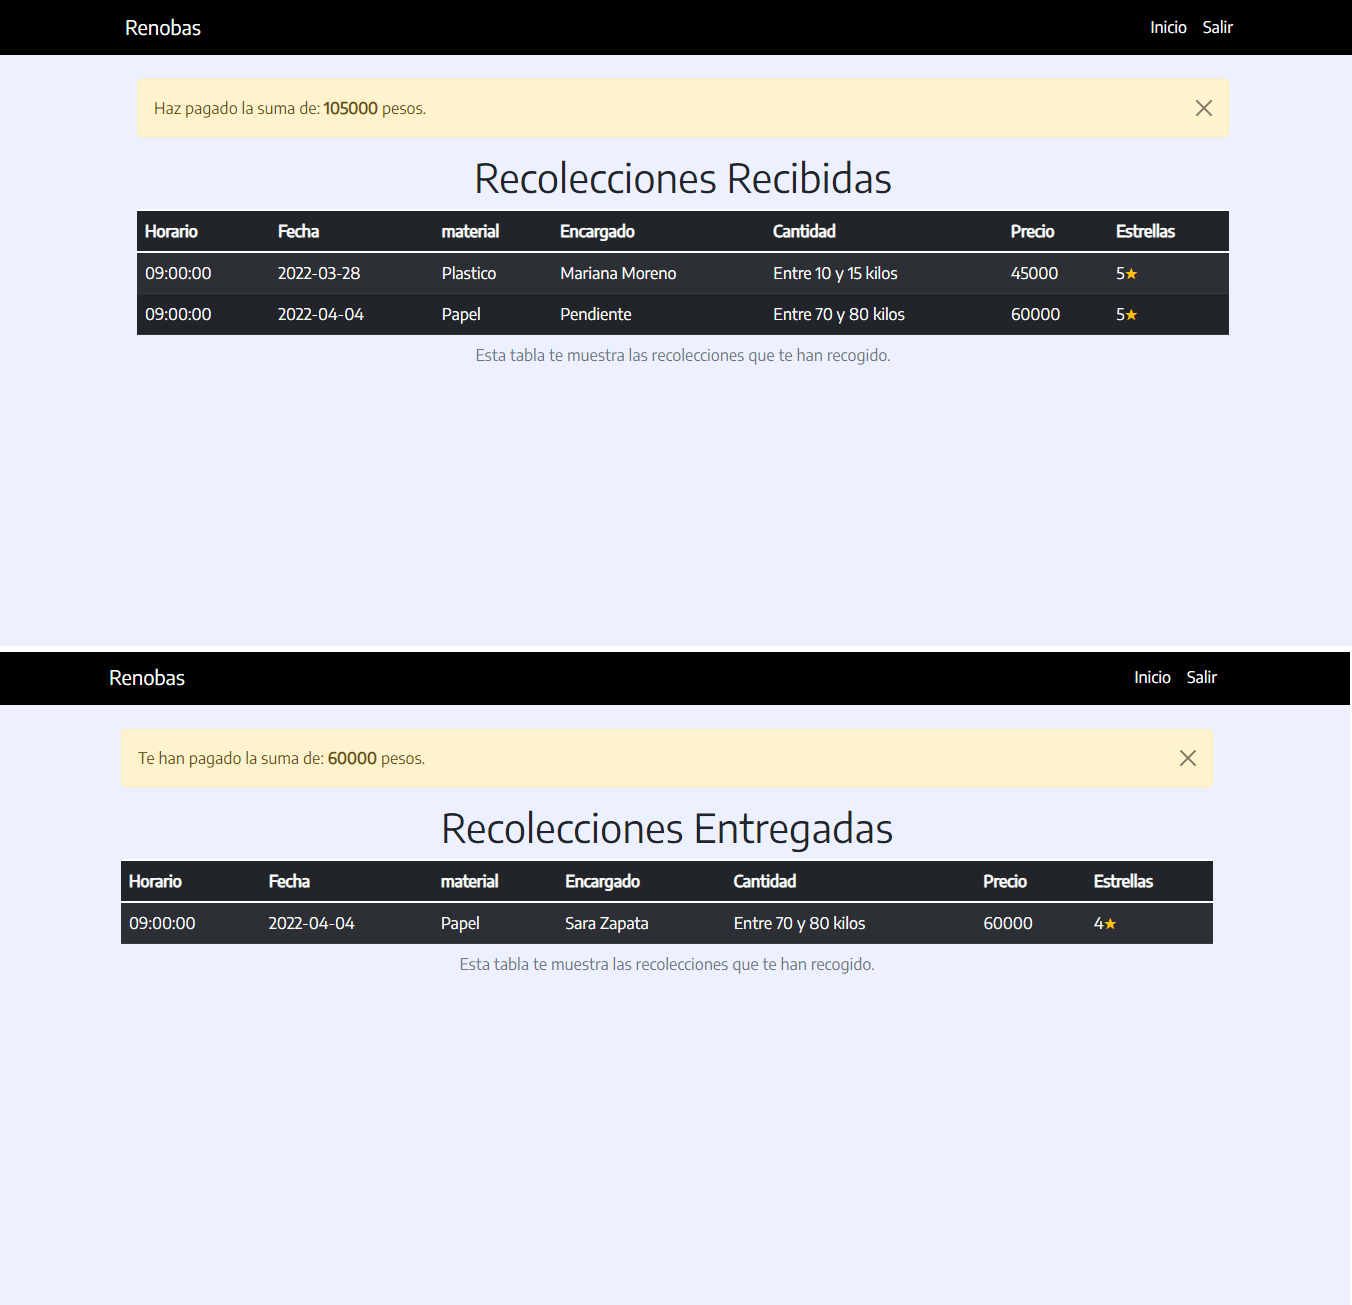 Renobas Inicio Salir
Haz pagado la suma de: 105000 pesos.
Recolecciones Recibidas
Horario Fecha material Encargado Cantidad Precio Estrellas
09:00:00 2022-03-28 Plastico Mariana Moreno Entre 10 y 15 kilos 45000 5★
09:00:00 2022-04-04 Papel Pendiente Entre 70 y 80 kilos 60000 5★
Esta tabla te muestra las recolecciones que te han recogido.
Renobas Inicio Salir
Te han pagado la suma de: 60000 pesos.
Recolecciones Entregadas
Horario Fecha material Encargado Cantidad Precio Estrellas
09:00:00 2022-04-04 Papel Sara Zapata Entre 70 y 80 kilos 60000 4★
Esta tabla te muestra las recolecciones que te han recogido.